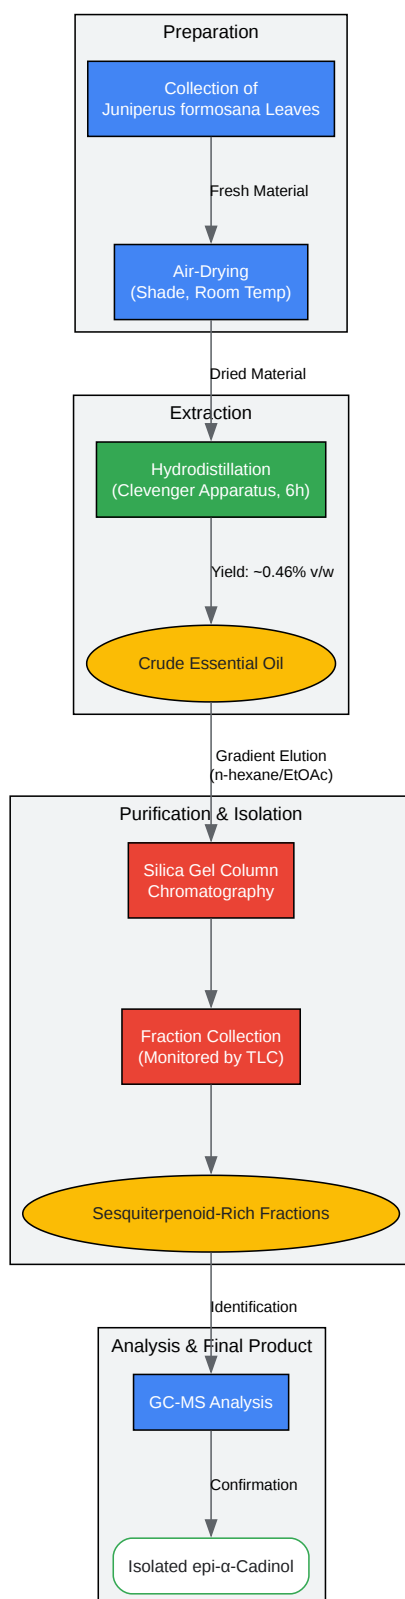 Preparation
Collection of
Juniperus formosana Leaves
Fresh Material
Air-Drying
(Shade, Room Temp)
Dried Material
Extraction
Hydrodistillation
(Clevenger Apparatus, 6h)
Yield: ~0.46% v/w
Crude Essential Oil
Gradient Elution
(n-hexane/EtOAc)
Purification & Isolation
Silica Gel Column
Chromatography
Fraction Collection
(Monitored by TLC)
Sesquiterpenoid-Rich Fractions
Identification
Analysis & Final Product
GC-MS Analysis
Confirmation
Isolated epi-α-Cadinol